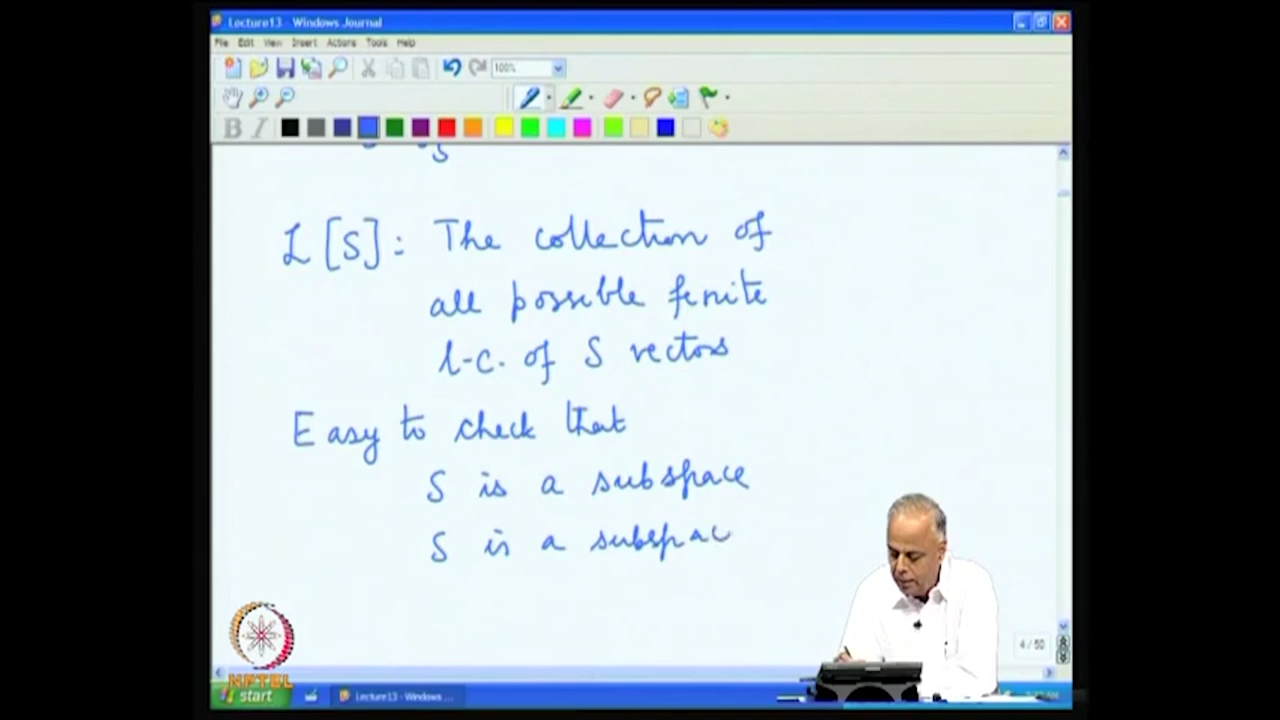 Lecture13 - Windows Journal
File Edit View Insert Actions Tools Help
100%
B I
L[S]: The collection of
all possible finite
l-c. of S vectors
Easy to check that
S is a subspace
S is a subspac
4 / 50
NPTEL
start Lecture13 - Windows ...